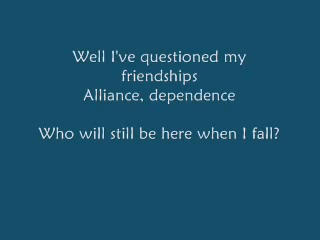 Well I've questioned my
friendships
Alliance, dependence
Who will still be here when I fall?